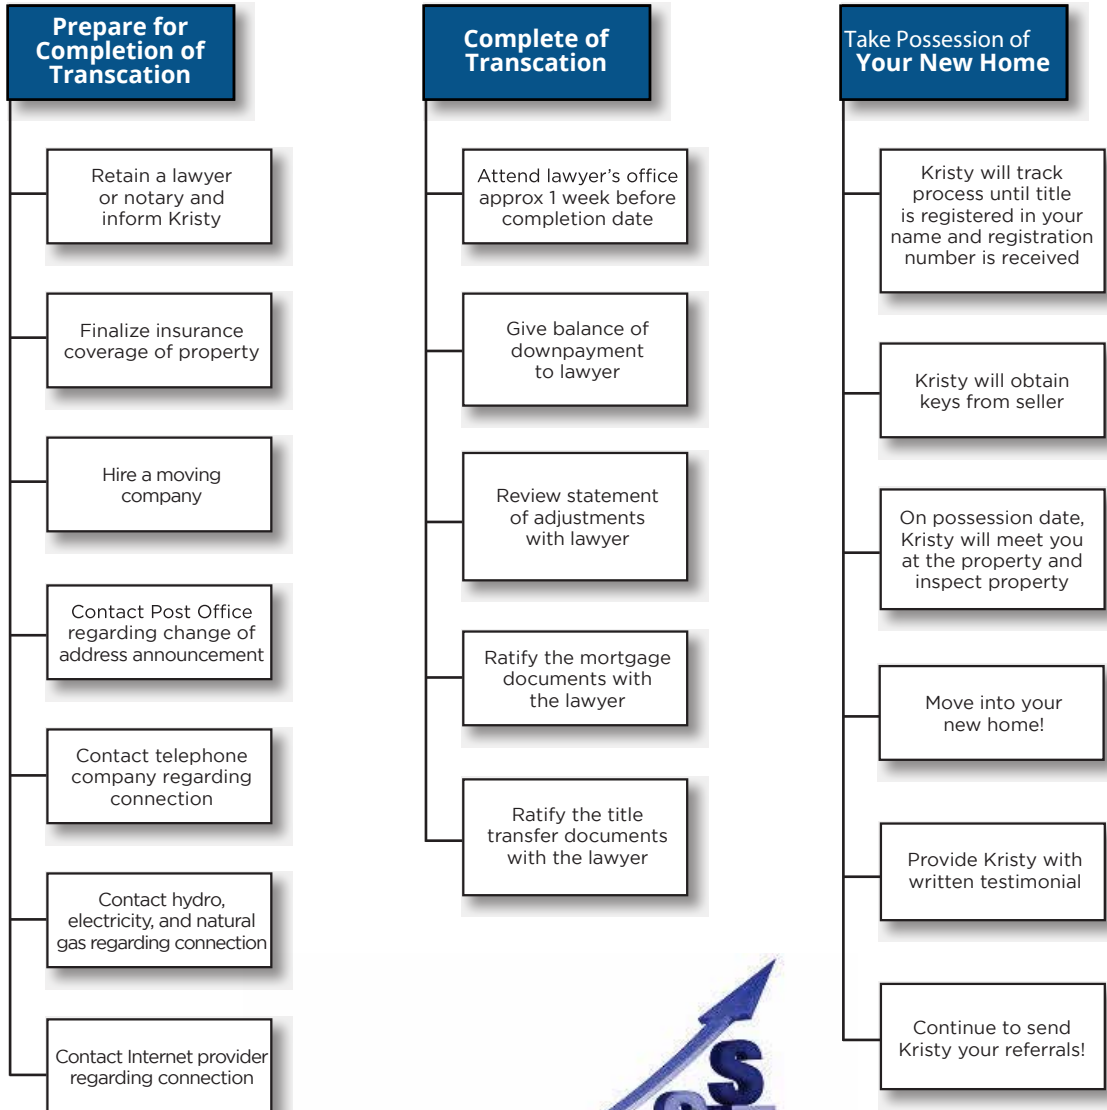 Prepare for
Completion of
Transcation
Retain a lawyer
or notary and
inform Kristy
Finalize insurance
coverage of property
Hire a moving
company
Contact Post Office
regarding change of
address announcement
Contact telephone
company regarding
connection
Contact hydro,
electricity, and natural
gas regarding connection
Contact Internet provider
regarding connection
Complete of
Transcation
Attend lawyer's office
approx 1 week before
completion date
Give balance of
downpayment
to lawyer
Review statement
of adjustments
with lawyer
Ratify the mortgage
documents with
the lawyer
Ratify the title
transfer documents
with the lawyer
Take Possession of
Your New Home
Kristy will track
process until title
is registered in your
name and registration
number is received
Kristy will obtain
keys from seller
On possession date,
Kristy will meet you
at the property and
inspect property
Move into your
new home!
Provide Kristy with
written testimonial
Continue to send
Kristy your referrals!